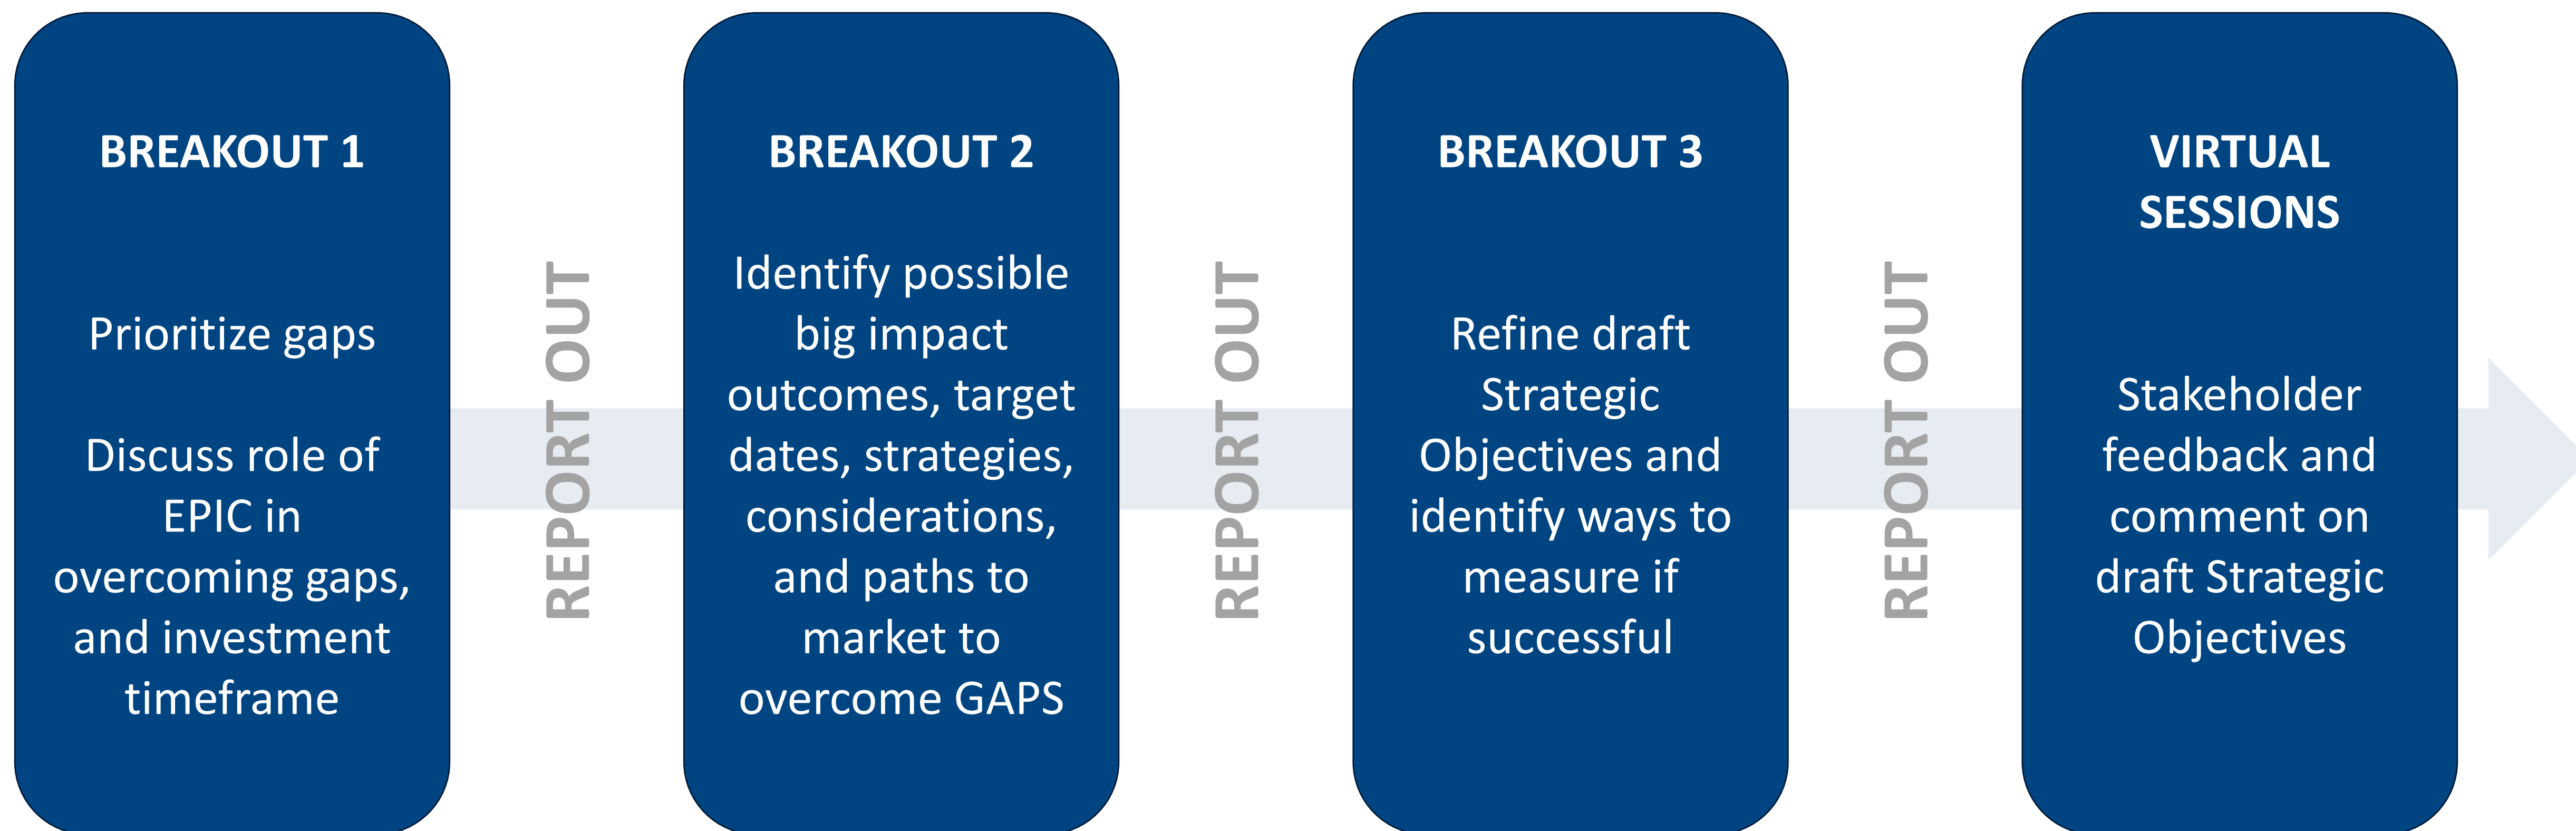 BREAKOUT 1
Prioritize gaps
Discuss role of
EPIC in
overcoming gaps,
and investment
timeframe
REPORT OUT
BREAKOUT 2
Identify possible
big impact
outcomes, target
dates, strategies,
considerations,
and paths to
market to
overcome GAPS
REPORT OUT
BREAKOUT 3
Refine draft
Strategic
Objectives and
identify ways to
measure if
successful
REPORT OUT
VIRTUAL
SESSIONS
Stakeholder
feedback and
comment on
draft Strategic
Objectives